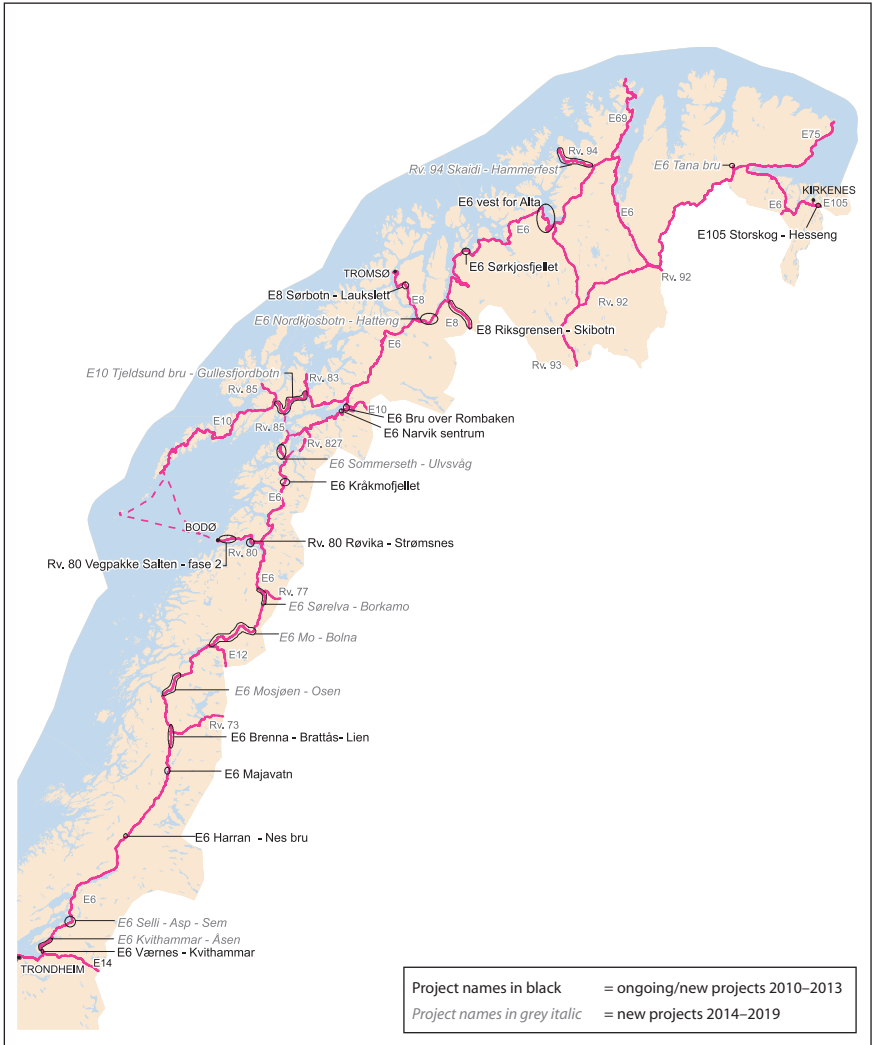 E69
E75
Rv. 94
Rv. 94 Skaidi - Hammerfest
E6 Tana bru
KIRKENES
E6 vest for Alta
E6
E6
E105
E6
E105 Storskog - Hesseng
E6 Sørkjosfjellet
TROMSØ
Rv. 92
E8 Sørbotn - Laukslett
E8
Rv. 92
E6 Nordkjosbotn - Hatteng
E8
E8 Riksgrensen - Skibotn
E6
Rv. 93
E10 Tjeldsund bru - Gullesfjordbotn
Rv. 83
Rv. 85
E10
E10
E6 Bru over Rombaken
Rv. 85
E6 Narvik sentrum
Rv. 827
E6 Sommerseth - Ulvsvåg
E6 Kråkmofjellet
E6
BODØ
Rv. 80 Røvika - Strømsnes
Rv. 80
Rv. 80 Vegpakke Salten - fase 2
E6
Rv. 77
E6 Sørelva - Borkamo
E6 Mo - Bolna
E12
E6 Mosjøen - Osen
Rv. 73
E6 Brenna - Brattås- Lien
E6 Majavatn
E6 Harran - Nes bru
E6
E6 Selli - Asp - Sem
E6 Kvithammar - Åsen
E6 Værnes - Kvithammar
E14
TRONDHEIM
Project names in black = ongoing/new projects 2010–2013
Project names in grey italic = new projects 2014–2019